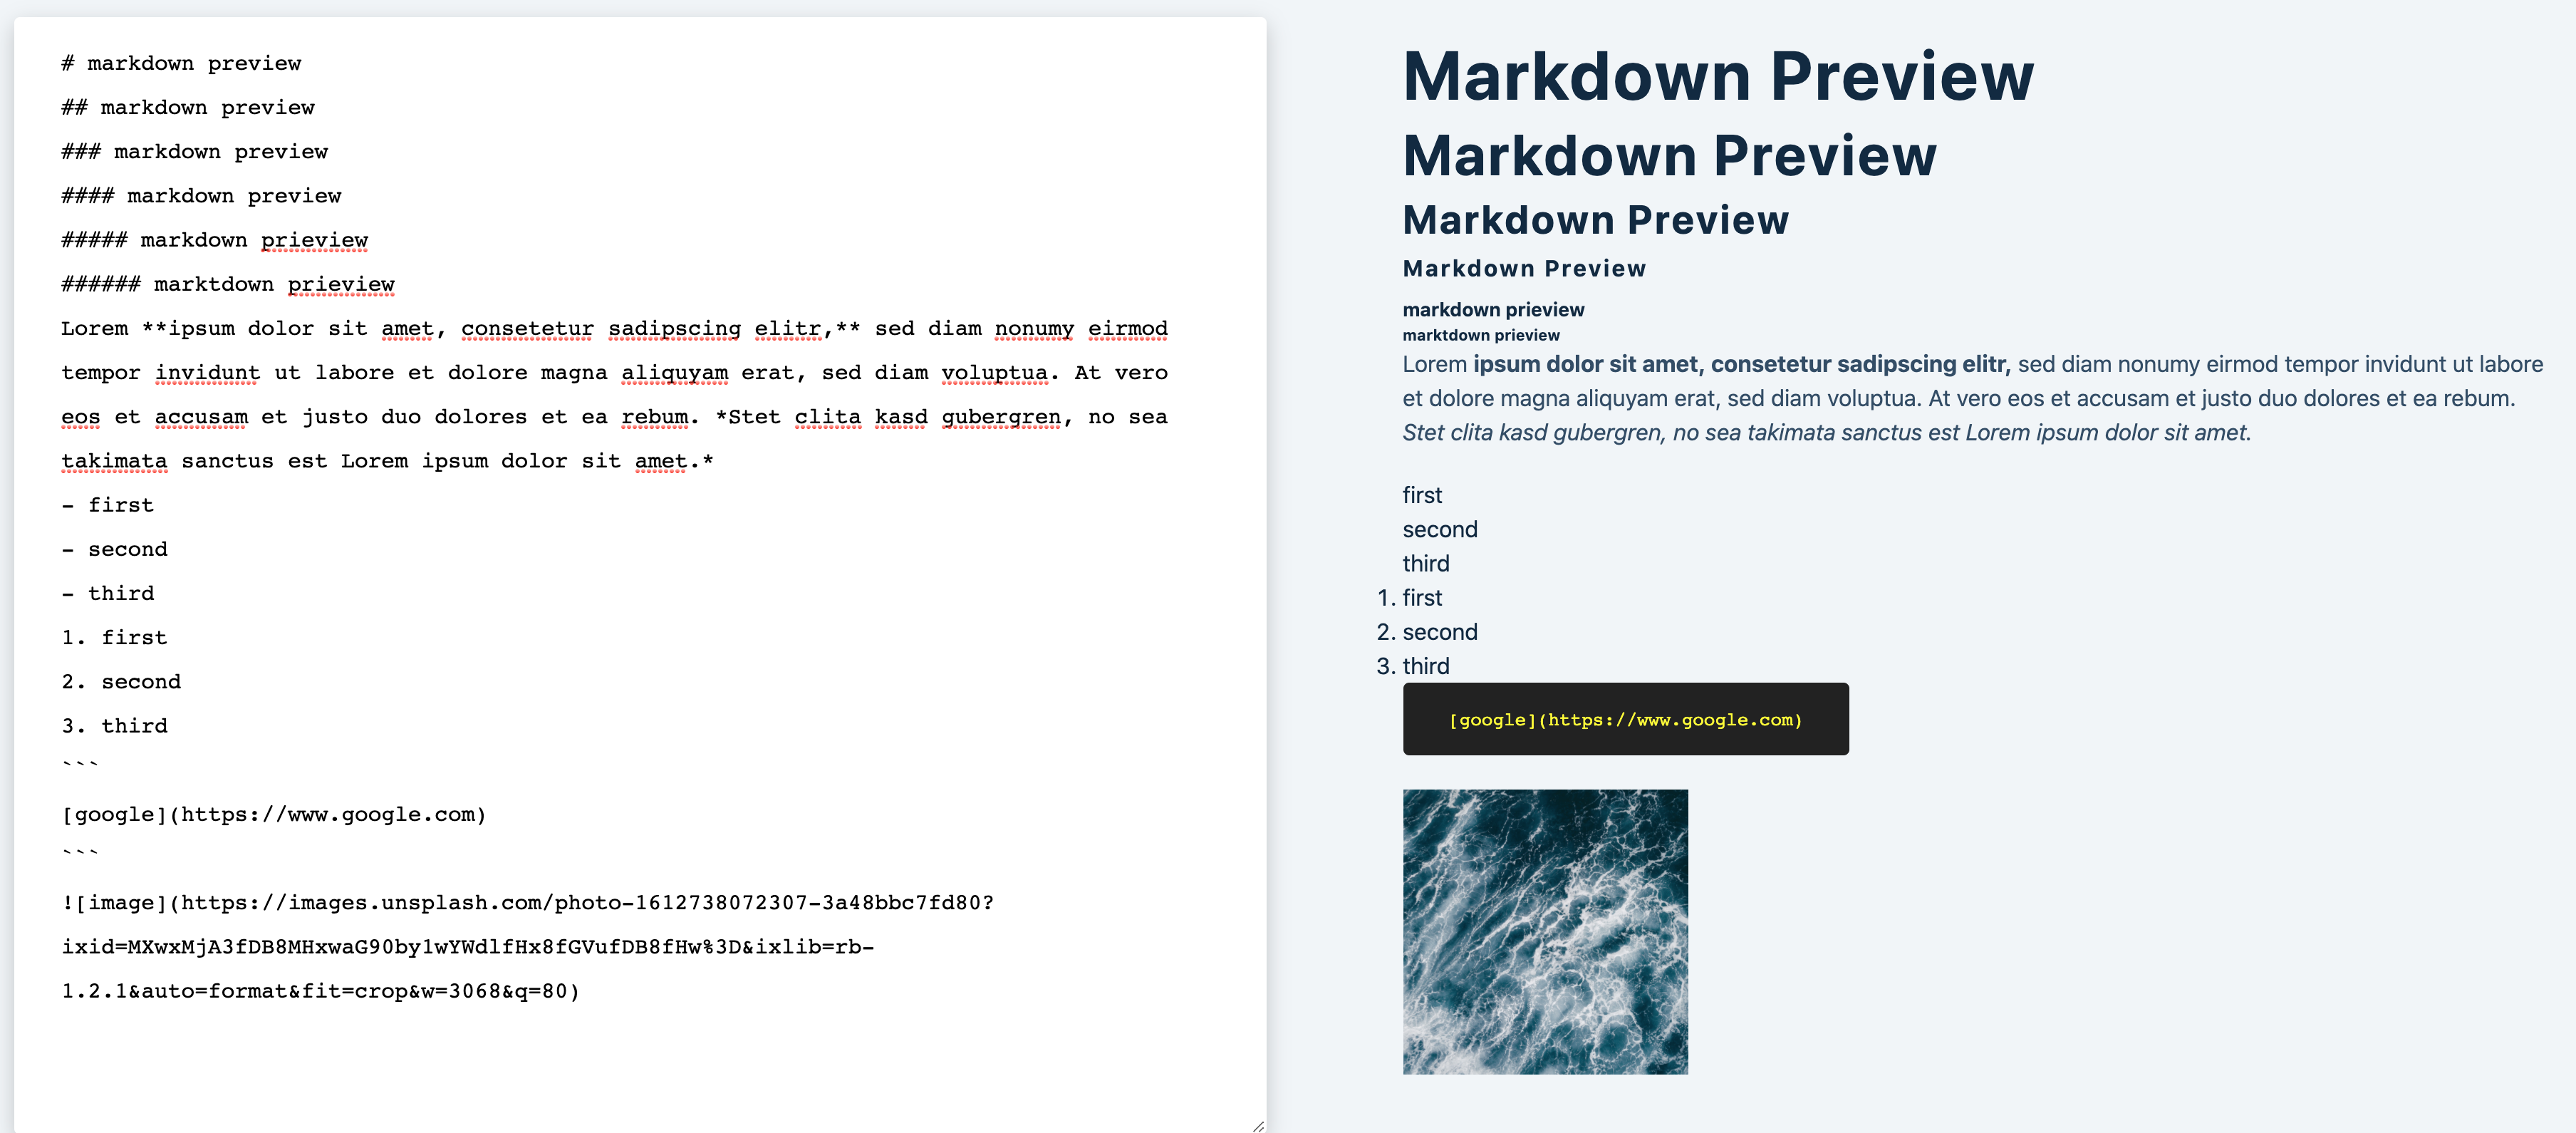 # markdown preview
## markdown preview
### markdown preview
#### markdown preview
##### markdown prieview
###### marktdown prieview
Lorem **ipsum dolor sit amet, consetetur sadipscing elitr,** sed diam nonumy eirmod
tempor invidunt ut labore et dolore magna aliquyam erat, sed diam voluptua. At vero
eos et accusam et justo duo dolores et ea rebum. *Stet clita kasd gubergren, no sea
takimata sanctus est Lorem ipsum dolor sit amet.*
- first
- second
- third
1. first
2. second
3. third
```
[google](https://www.google.com)
```
![image](https://images.unsplash.com/photo-1612738072307-3a48bbc7fd80?
ixid=MXwxMjA3fDB8MHxwaG90by1wYWdlfHx8fGVufDB8fHw%3D&ixlib=rb-
1.2.1&auto=format&fit=crop&w=3068&q=80)
Markdown Preview
Markdown Preview
Markdown Preview
Markdown Preview
markdown prieview
marktdown prieview
Lorem ipsum dolor sit amet, consetetur sadipscing elitr, sed diam nonumy eirmod tempor invidunt ut labore
et dolore magna aliquyam erat, sed diam voluptua. At vero eos et accusam et justo duo dolores et ea rebum.
Stet clita kasd gubergren, no sea takimata sanctus est Lorem ipsum dolor sit amet.
first
second
third
1. first
2. second
3. third
[google](https://www.google.com)